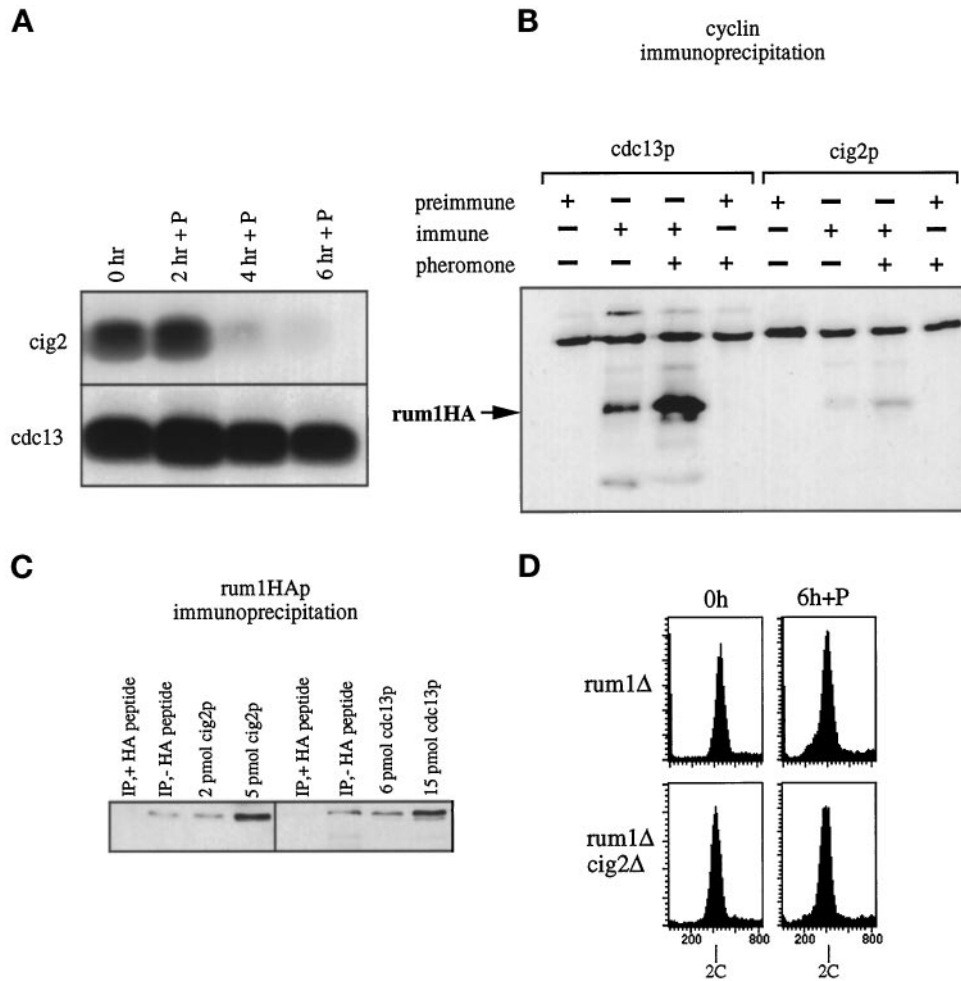 A
0 hr
2 hr + P
4 hr + P
6 hr + P
cig2
cdc13
B
cyclin
immunoprecipitation
cdc13p cig2p
preimmune + − − + + − − +
immune − + + − − + + −
pheromone − − + + − − + +
rum1HA
C
rum1HAp
immunoprecipitation
IP,+ HA peptide
IP,- HA peptide
2 pmol cig2p
5 pmol cig2p
IP,+ HA peptide
IP,- HA peptide
6 pmol cdc13p
15 pmol cdc13p
D
0h 6h+P
rum1Δ
rum1Δ
cig2Δ
200 800 200 800
2C 2C